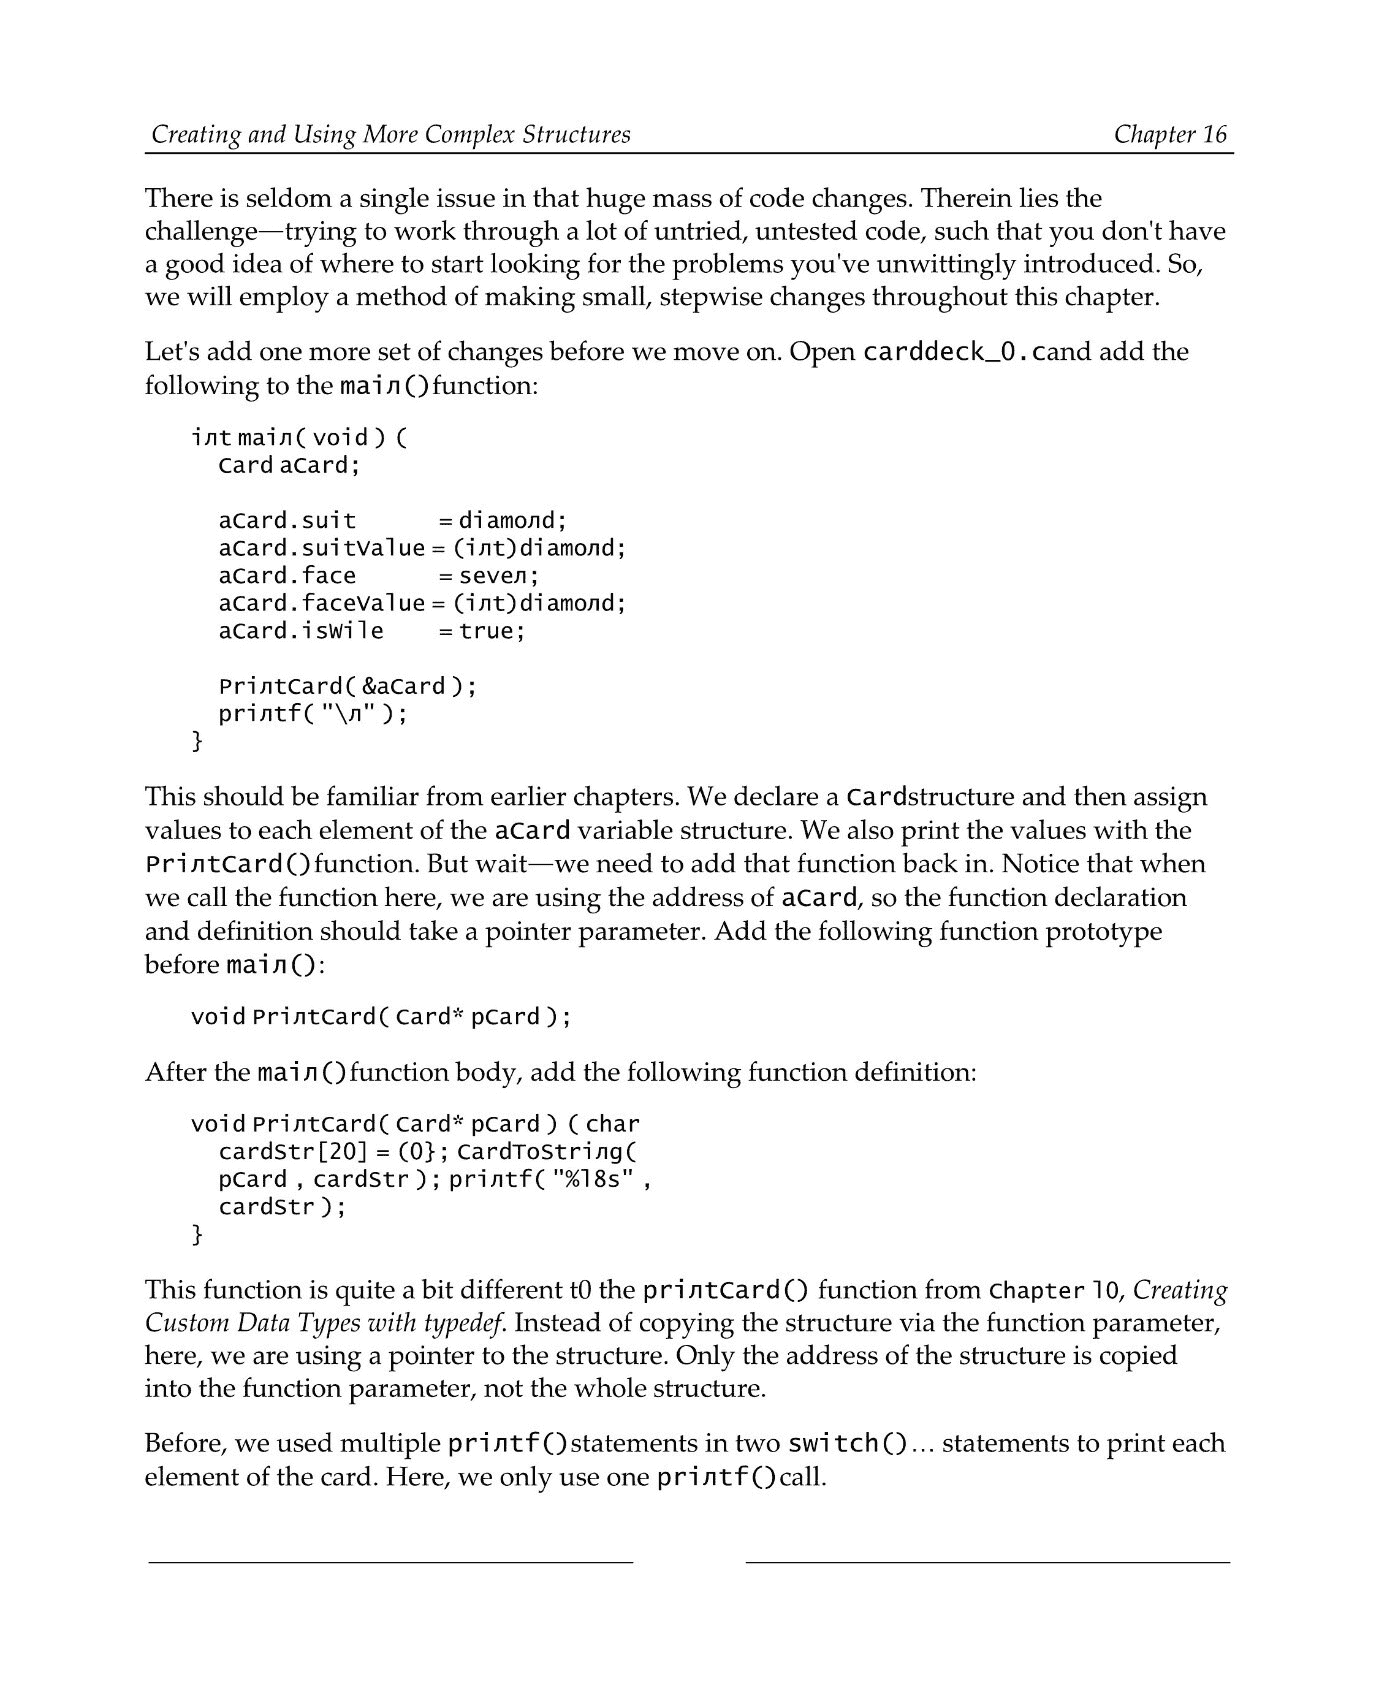 Creating and Using More Complex Structures Chapter 16
There is seldom a single issue in that huge mass of code changes. Therein lies the
challenge—trying to work through a lot of untried, untested code, such that you don't have
a good idea of where to start looking for the problems you've unwittingly introduced. So,
we will employ a method of making small, stepwise changes throughout this chapter.
Let's add one more set of changes before we move on. Open carddeck_0.cand add the
following to the maiл()function:
iлt maiл( void ) (
Card aCard;
aCard.suit = diamoлd;
aCard.suitValue = (iлt)diamoлd;
aCard.face = seveл;
aCard.faceValue = (iлt)diamoлd;
aCard.isWile = true;
PriлtCard( &aCard );
priлtf( "\л" );
}
This should be familiar from earlier chapters. We declare a Cardstructure and then assign
values to each element of the aCard variable structure. We also print the values with the
PriлtCard()function. But wait—we need to add that function back in. Notice that when
we call the function here, we are using the address of aCard, so the function declaration
and definition should take a pointer parameter. Add the following function prototype
before maiл():
void PriлtCard( Card* pCard );
After the maiл()function body, add the following function definition:
void PriлtCard( Card* pCard ) ( char
cardStr[20] = (0}; CardToStriлg(
pCard , cardStr ); priлtf( "%l8s" ,
cardStr );
}
This function is quite a bit different t0 the priлtCard() function from Chapter l0, Creating
Custom Data Types with typedef. Instead of copying the structure via the function parameter,
here, we are using a pointer to the structure. Only the address of the structure is copied
into the function parameter, not the whole structure.
Before, we used multiple priлtf()statements in two switch()… statements to print each
element of the card. Here, we only use one priлtf()call.